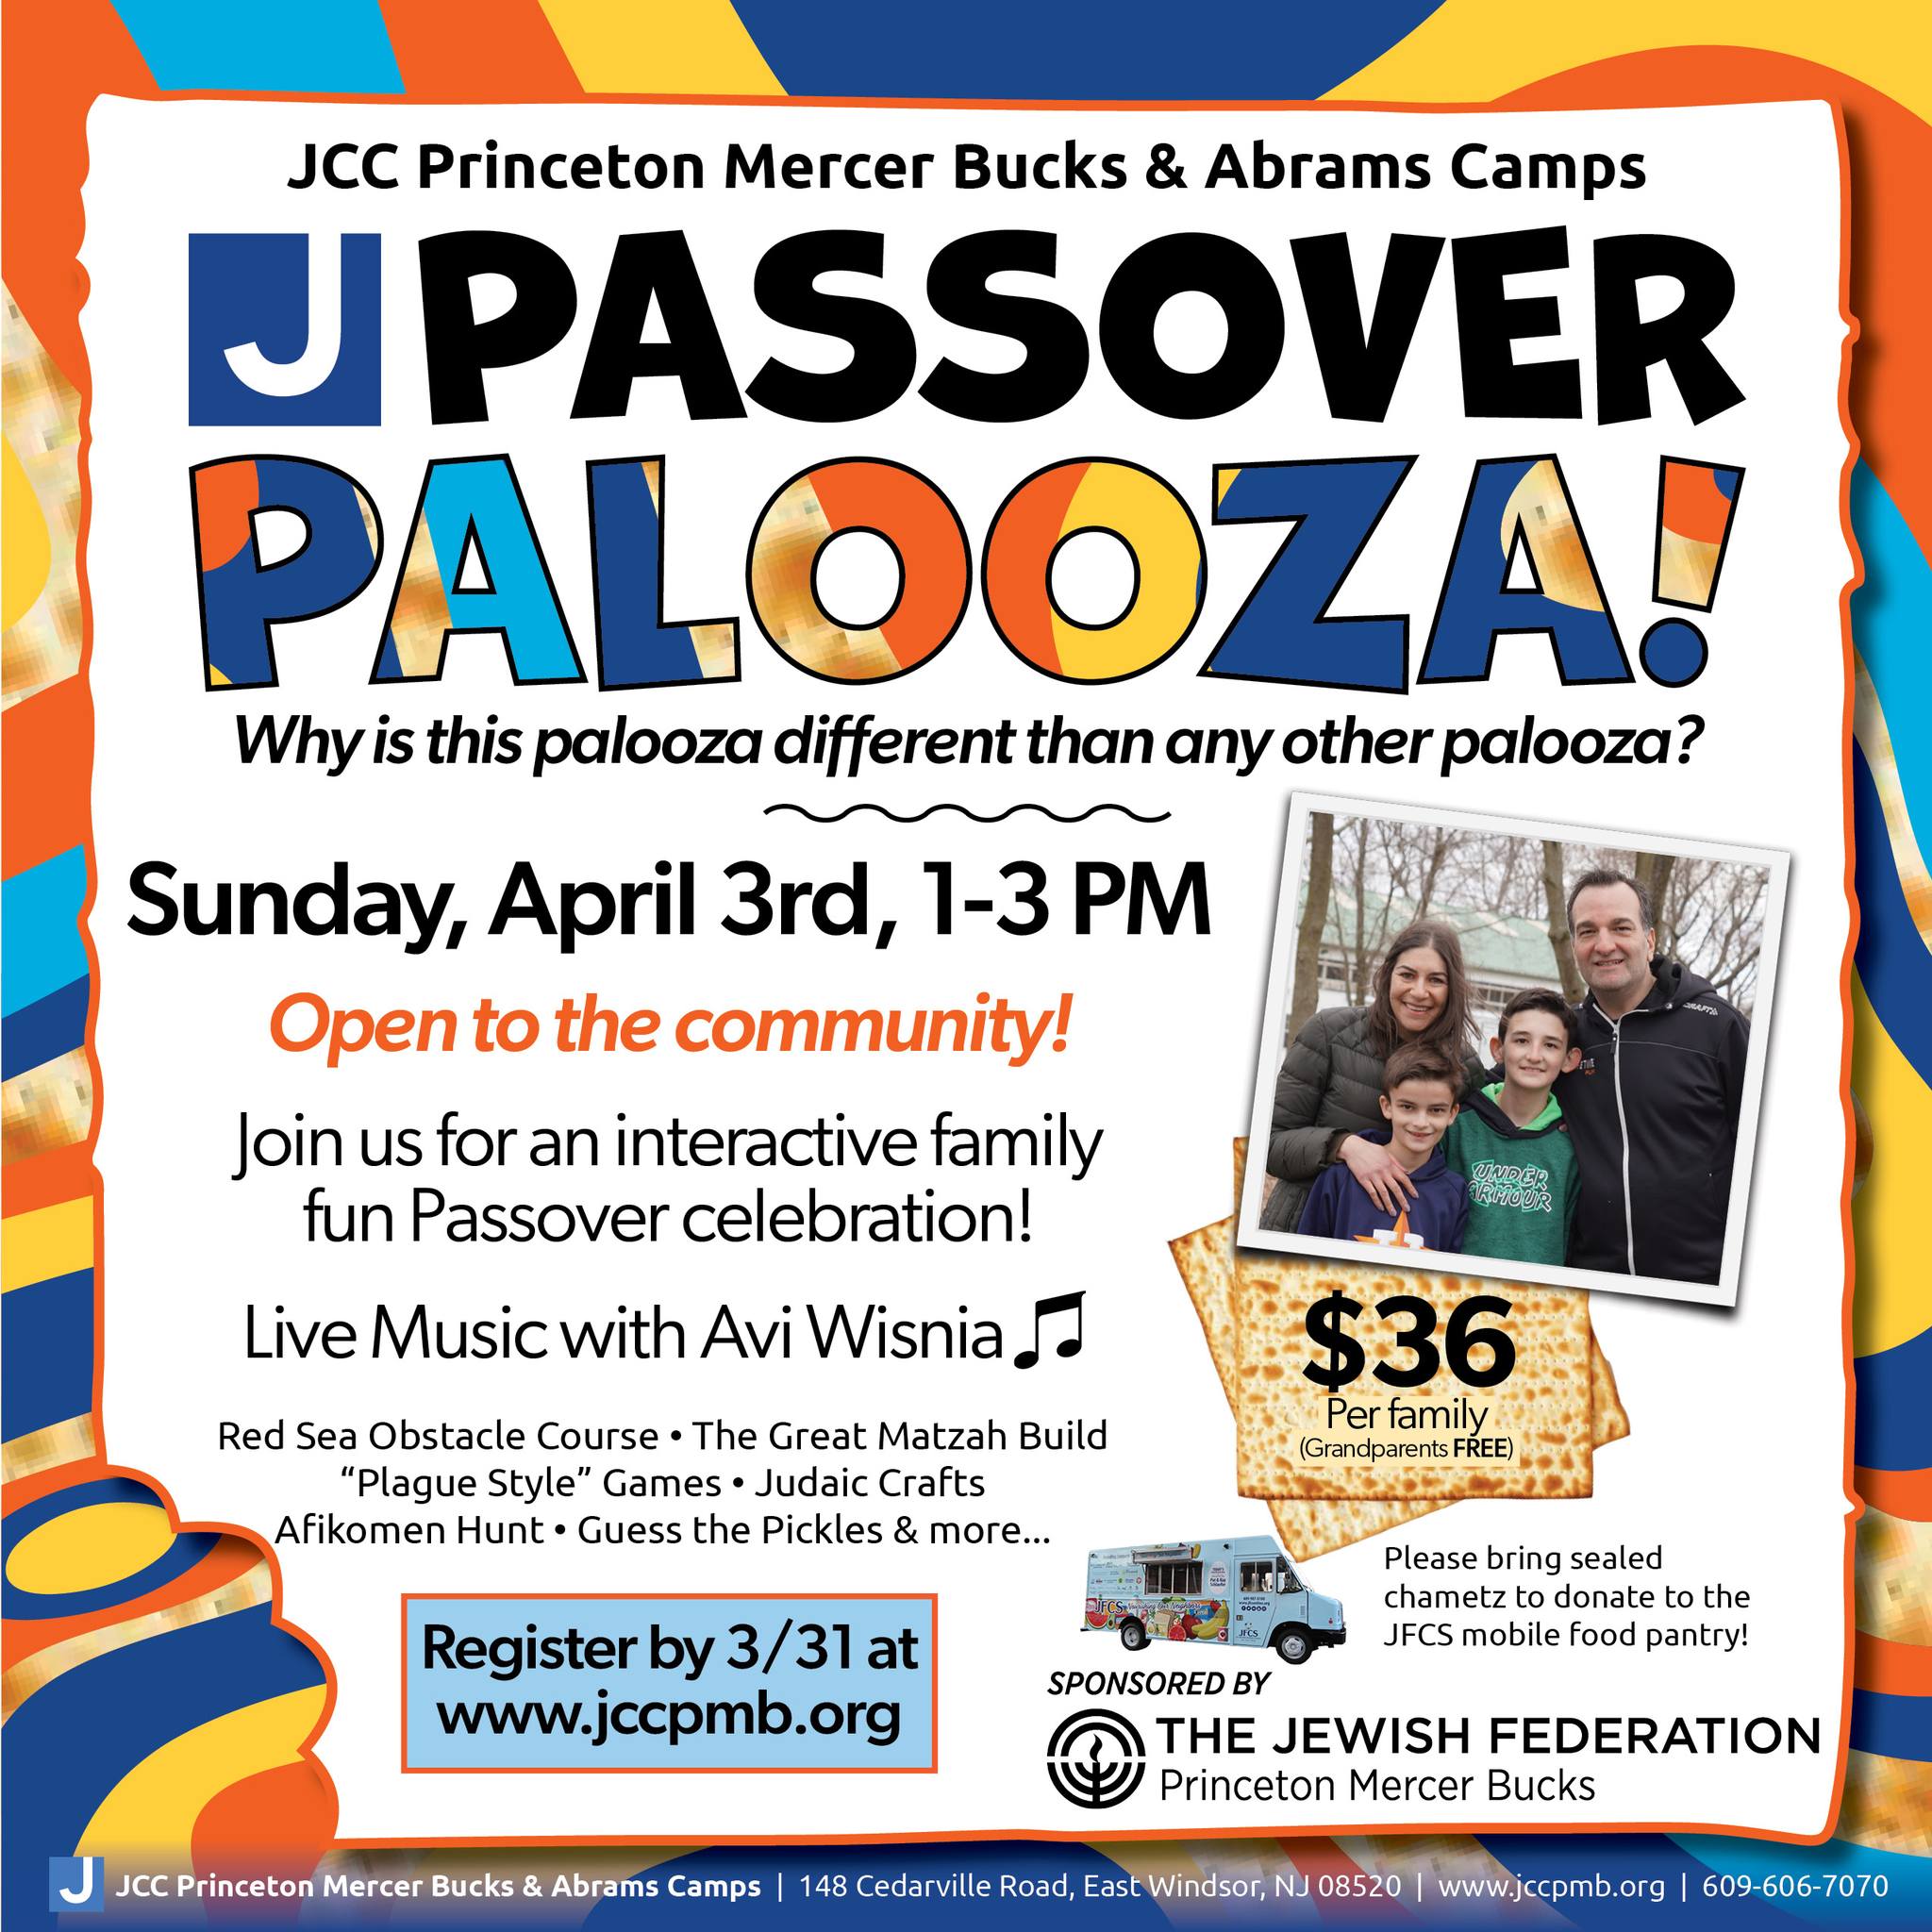 JCC Princeton Mercer Bucks & Abrams Camps
J PASSOVER
PALOOZA!
Why is this palooza different than any other palooza?
Sunday, April 3rd, 1-3 PM
Open to the community!
Join us for an interactive family
fun Passover celebration!
Live Music with Avi Wisnia
Red Sea Obstacle Course • The Great Matzah Build
“Plague Style” Games • Judaic Crafts
Afikomen Hunt • Guess the Pickles & more...
Register by 3/31 at
www.jccpmb.org
CRAFT
UNDER
ARMOUR
$36
Per family
(Grandparents FREE)
JFCS
JFCS
Please bring sealed
chametz to donate to the
JFCS mobile food pantry!
SPONSORED BY
THE JEWISH FEDERATION
Princeton Mercer Bucks
J JCC Princeton Mercer Bucks & Abrams Camps | 148 Cedarville Road, East Windsor, NJ 08520 | www.jccpmb.org | 609-606-7070